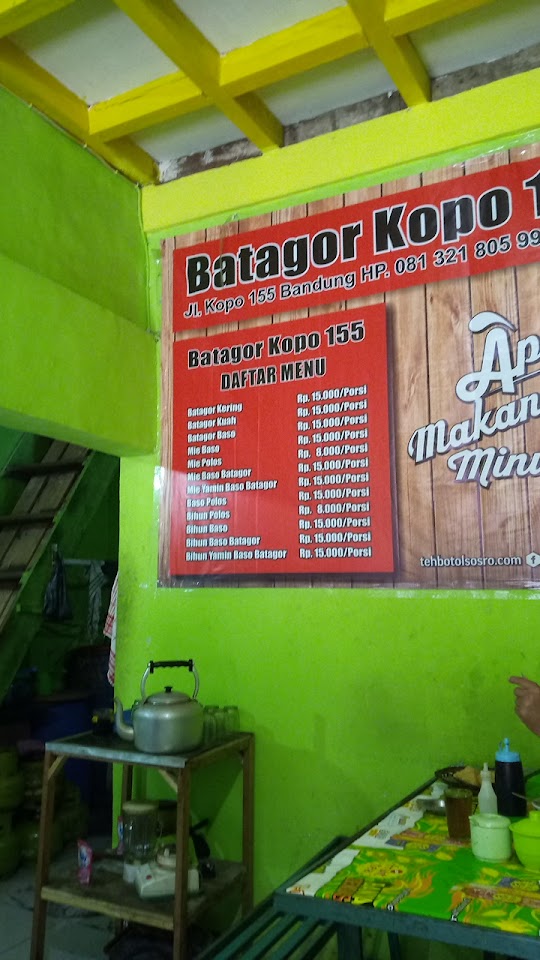 Batagor Kopo 1
Jl. Kopo 155 Bandung HP. 081 321 805 99
Batagor Kopo 155
DAFTAR MENU
Batagor Kering Rp. 15.000/Porsi
Batagor Kuah Rp. 15.000/Porsi
Batagor Baso Rp. 15.000/Porsi
Mie Baso Rp. 15.000/Porsi
Mie Polos Rp. 8.000/Porsi
Mie Baso Batagor Rp. 15.000/Porsi
Mie Yamin Baso Batagor Rp. 15.000/Porsi
Baso Polos Rp. 15.000/Porsi
Bihun Polos Rp. 8.000/Porsi
Bihun Baso Rp. 15.000/Porsi
Bihun Baso Batagor Rp. 15.000/Porsi
Bihun Yamin Baso Batagor Rp. 15.000/Porsi
Ap
Makan
Minu
tehbotolsosro.com